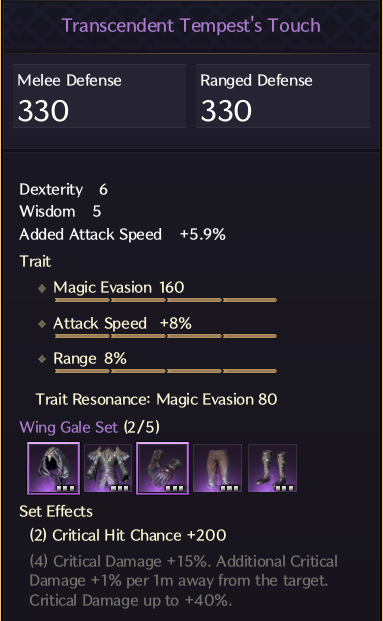 Transcendent Tempest's Touch
Melee Defense
330
Ranged Defense
330
Dexterity 6
Wisdom 5
Added Attack Speed +5.9%
Trait
Magic Evasion 160
Attack Speed +8%
Range 8%
Trait Resonance: Magic Evasion 80
Wing Gale Set (2/5)
Set Effects
(2) Critical Hit Chance +200
(4) Critical Damage +15%. Additional Critical
Damage +1% per 1m away from the target.
Critical Damage up to +40%.